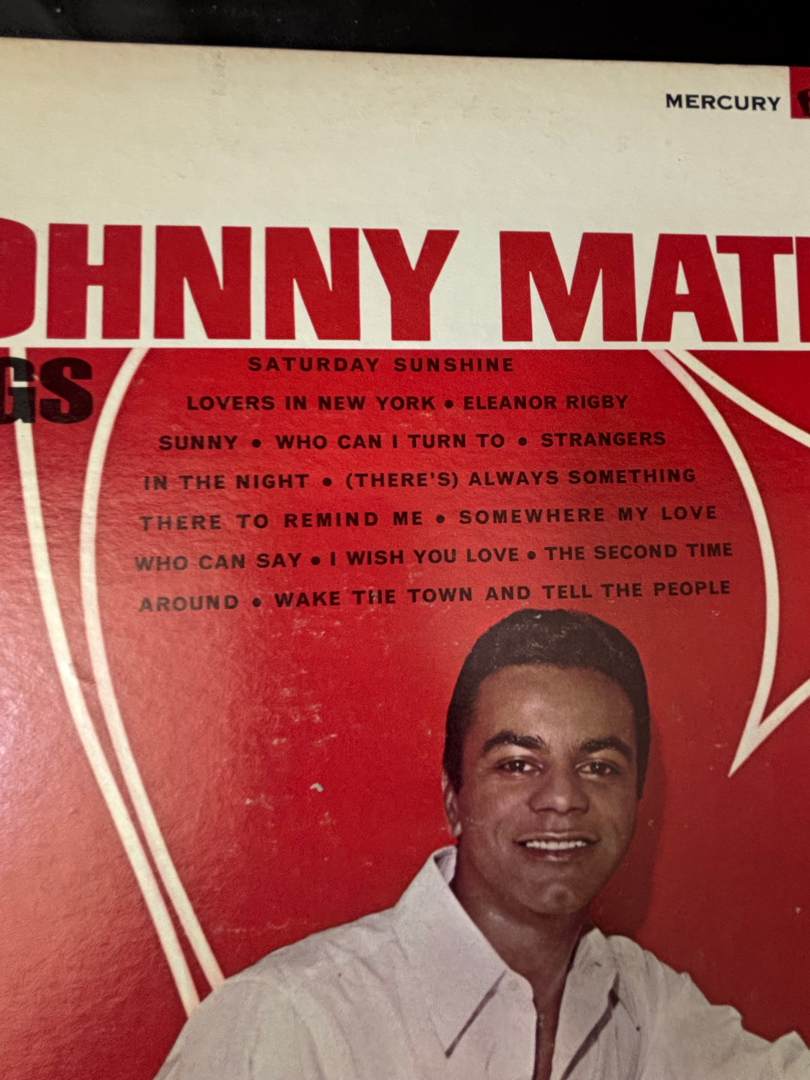 MERCURY
OHNNY MATH
GS
SATURDAY SUNSHINE
LOVERS IN NEW YORK • ELEANOR RIGBY
SUNNY • WHO CAN I TURN TO • STRANGERS
IN THE NIGHT • (THERE'S) ALWAYS SOMETHING
THERE TO REMIND ME • SOMEWHERE MY LOVE
WHO CAN SAY • I WISH YOU LOVE • THE SECOND TIME
AROUND • WAKE THE TOWN AND TELL THE PEOPLE